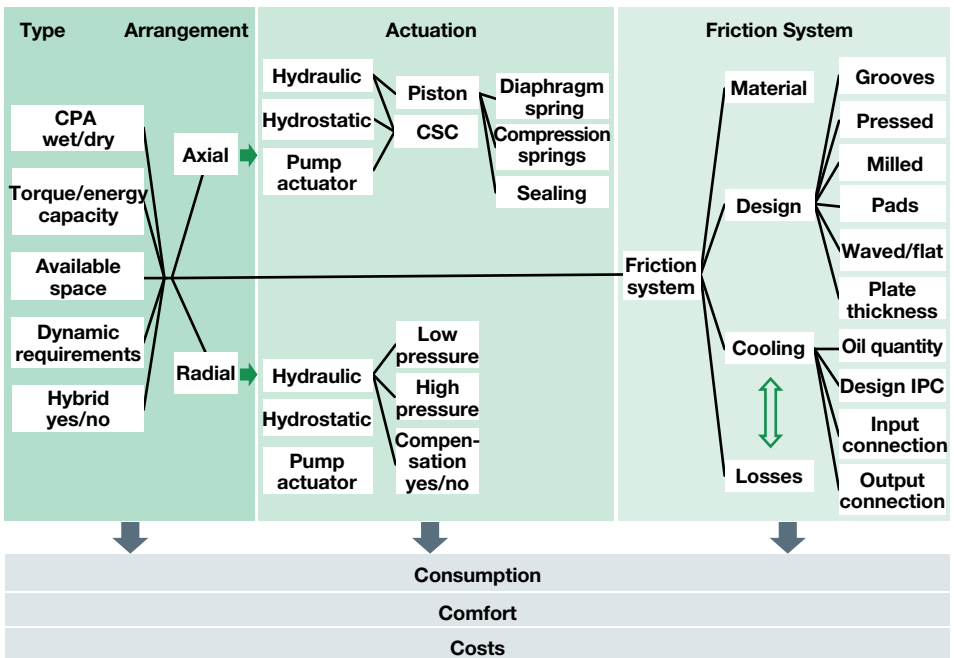 Type
Arrangement
Actuation
Friction System
CPA
wet/dry
Torque/energy
capacity
Available
space
Dynamic
requirements
Hybrid
yes/no
Axial
Radial
Hydraulic
Hydrostatic
Pump
actuator
Piston
CSC
Diaphragm
spring
Compression
springs
Sealing
Hydraulic
Hydrostatic
Pump
actuator
Low
pressure
High
pressure
Compen-
sation
yes/no
Friction
system
Material
Design
Cooling
Losses
Grooves
Pressed
Milled
Pads
Waved/flat
Plate
thickness
Oil quantity
Design IPC
Input
connection
Output
connection
Consumption
Comfort
Costs